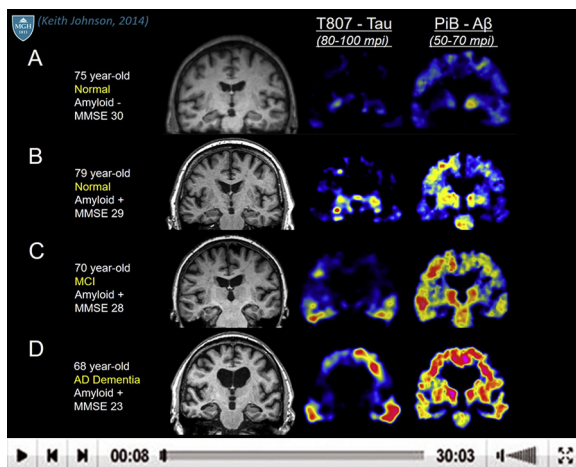 MGH
1811
(Keith Johnson, 2014)
T807 - Tau
(80-100 mpi)
PiB - Aβ
(50-70 mpi)
A
75 year-old
Normal
Amyloid -
MMSE 30
B
79 year-old
Normal
Amyloid +
MMSE 29
C
70 year-old
MCI
Amyloid +
MMSE 28
D
68 year-old
AD Dementia
Amyloid +
MMSE 23
00:08
30:03